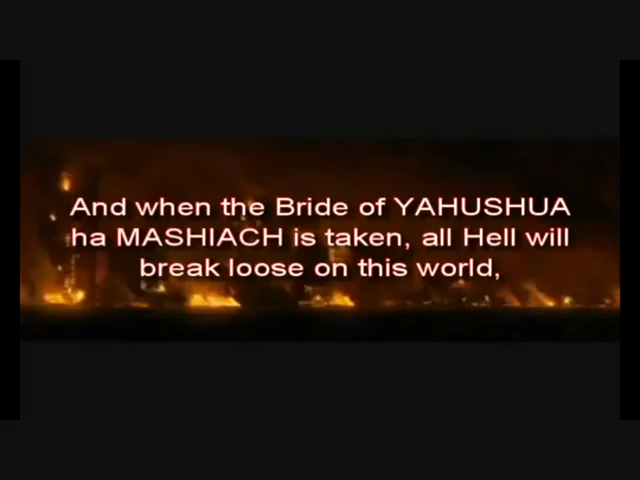 And when the Bride of YAHUSHUA
ha MASHIACH is taken, all Hell will
break loose on this world,